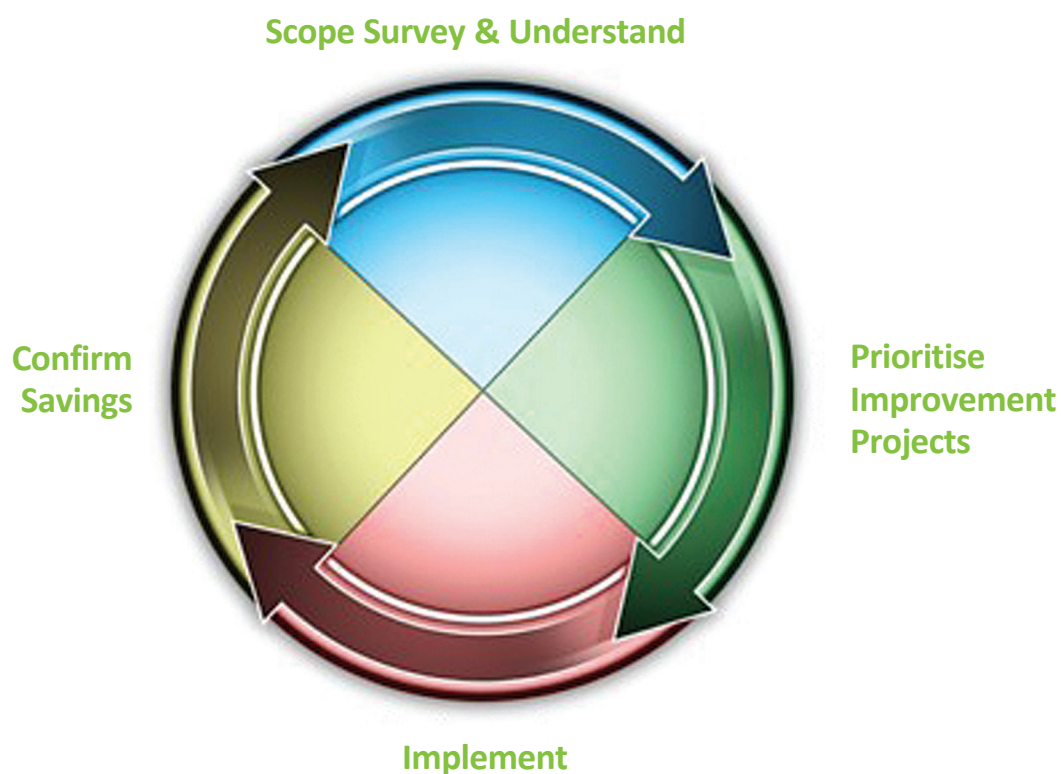 Scope Survey & Understand
Confirm
Savings
Prioritise
Improvement
Projects
Implement